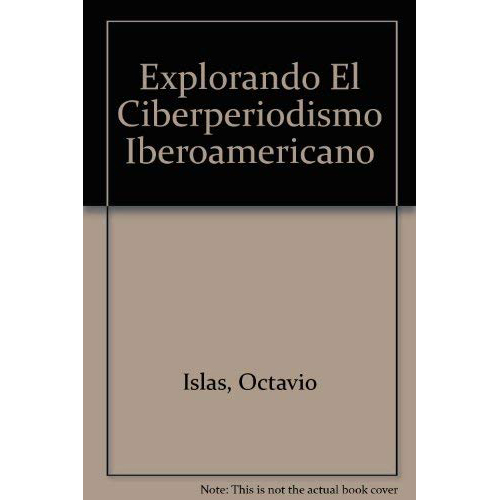 Explorando El
Ciberperiodismo
Iberoamericano
Islas, Octavio
Note: This is not the actual book cover